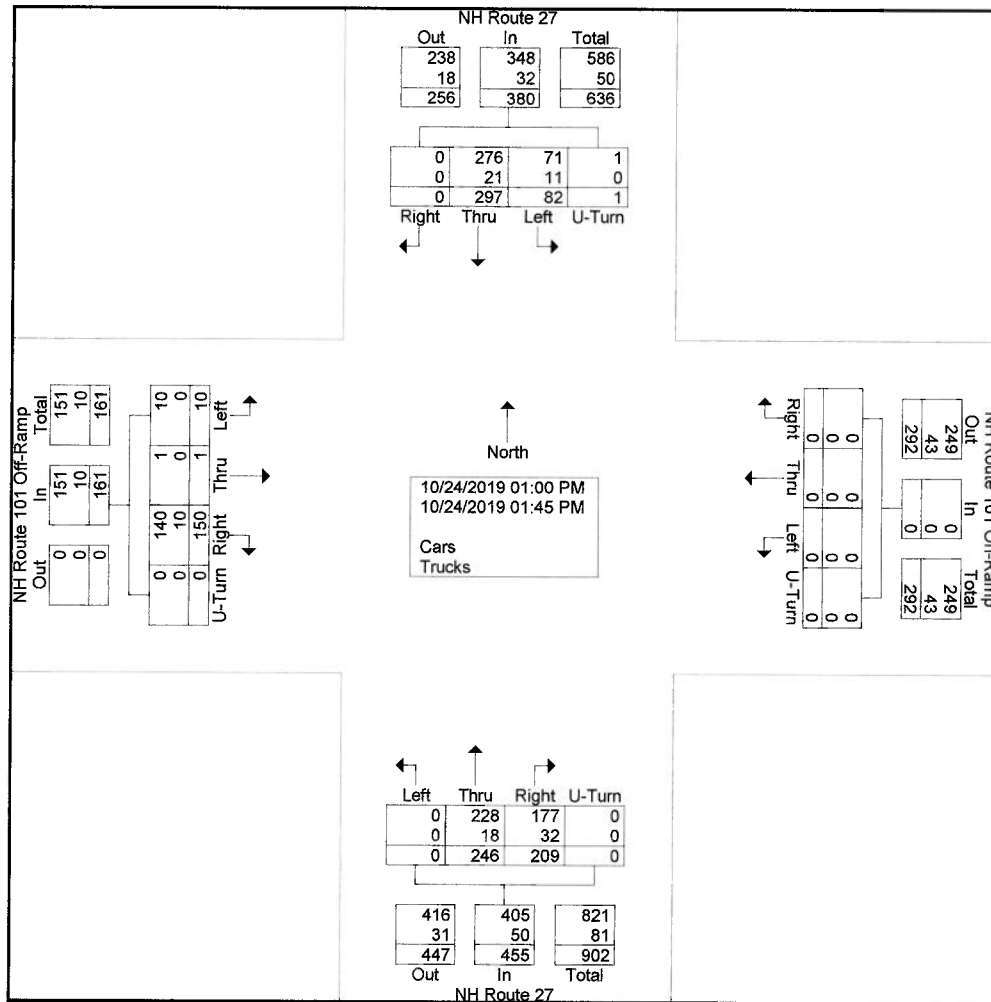 NH Route 27
Out In Total
238 348 586
18 32 50
256 380 636
0 276 71 1
0 21 11 0
0 297 82 1
Right Thru Left U-Turn
NH Route 101 Off-Ramp
Out In Total
0 151 151
0 10 10
0 161 161
10 1 140 0
0 0 10 0
10 1 150 0
Left Thru Right U-Turn
North
10/24/2019 01:00 PM
10/24/2019 01:45 PM
Cars
Trucks
Right Thru Left U-Turn
0 0 0 0
0 0 0 0
0 0 0 0
Out In Total
249 0 249
43 0 43
292 0 292
NH Route 101 Off-Ramp
Left Thru Right U-Turn
0 228 177 0
0 18 32 0
0 246 209 0
416 405 821
31 50 81
447 455 902
Out In Total
NH Route 27